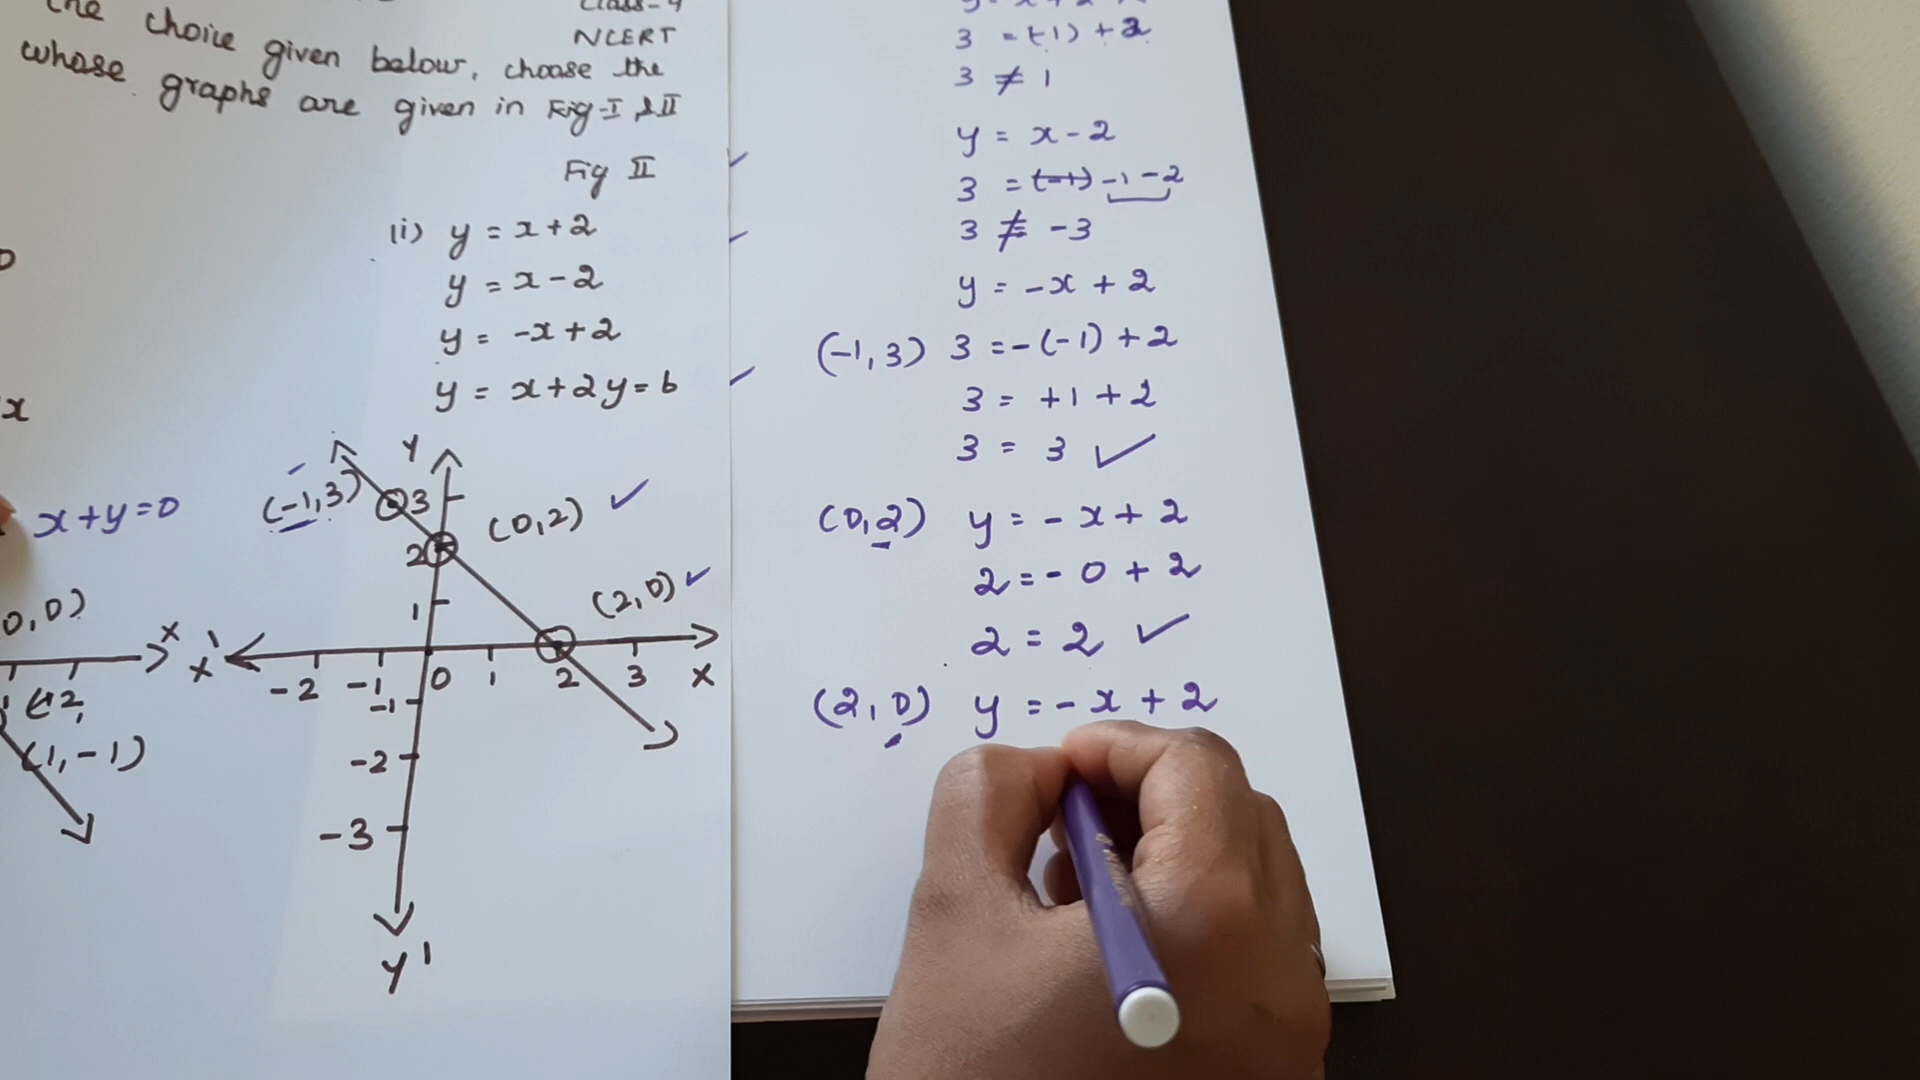 the choice given below, choose the
NCERT
whose graphs are given in Fig-I & II
Fig II
(i) y = x + 2
y = x - 2
y = -x + 2
y = x + 2y = 6
x
x + y = 0
(0, 0)
x
(1, -1)
Y
(-1, 3)
3
(0, 2)
2
(2, 0)
1
X'
-2 -1 0 1 2 3 X
-1
-2
-3
Y'
3 = (-1) + 2
3 ≠ 1
y = x - 2
3 = -1 - 2
3 ≠ -3
y = -x + 2
(-1, 3) 3 = -(-1) + 2
3 = +1 + 2
3 = 3 ✓
(0, 2) y = -x + 2
2 = -0 + 2
2 = 2 ✓
(2, 0) y = -x + 2